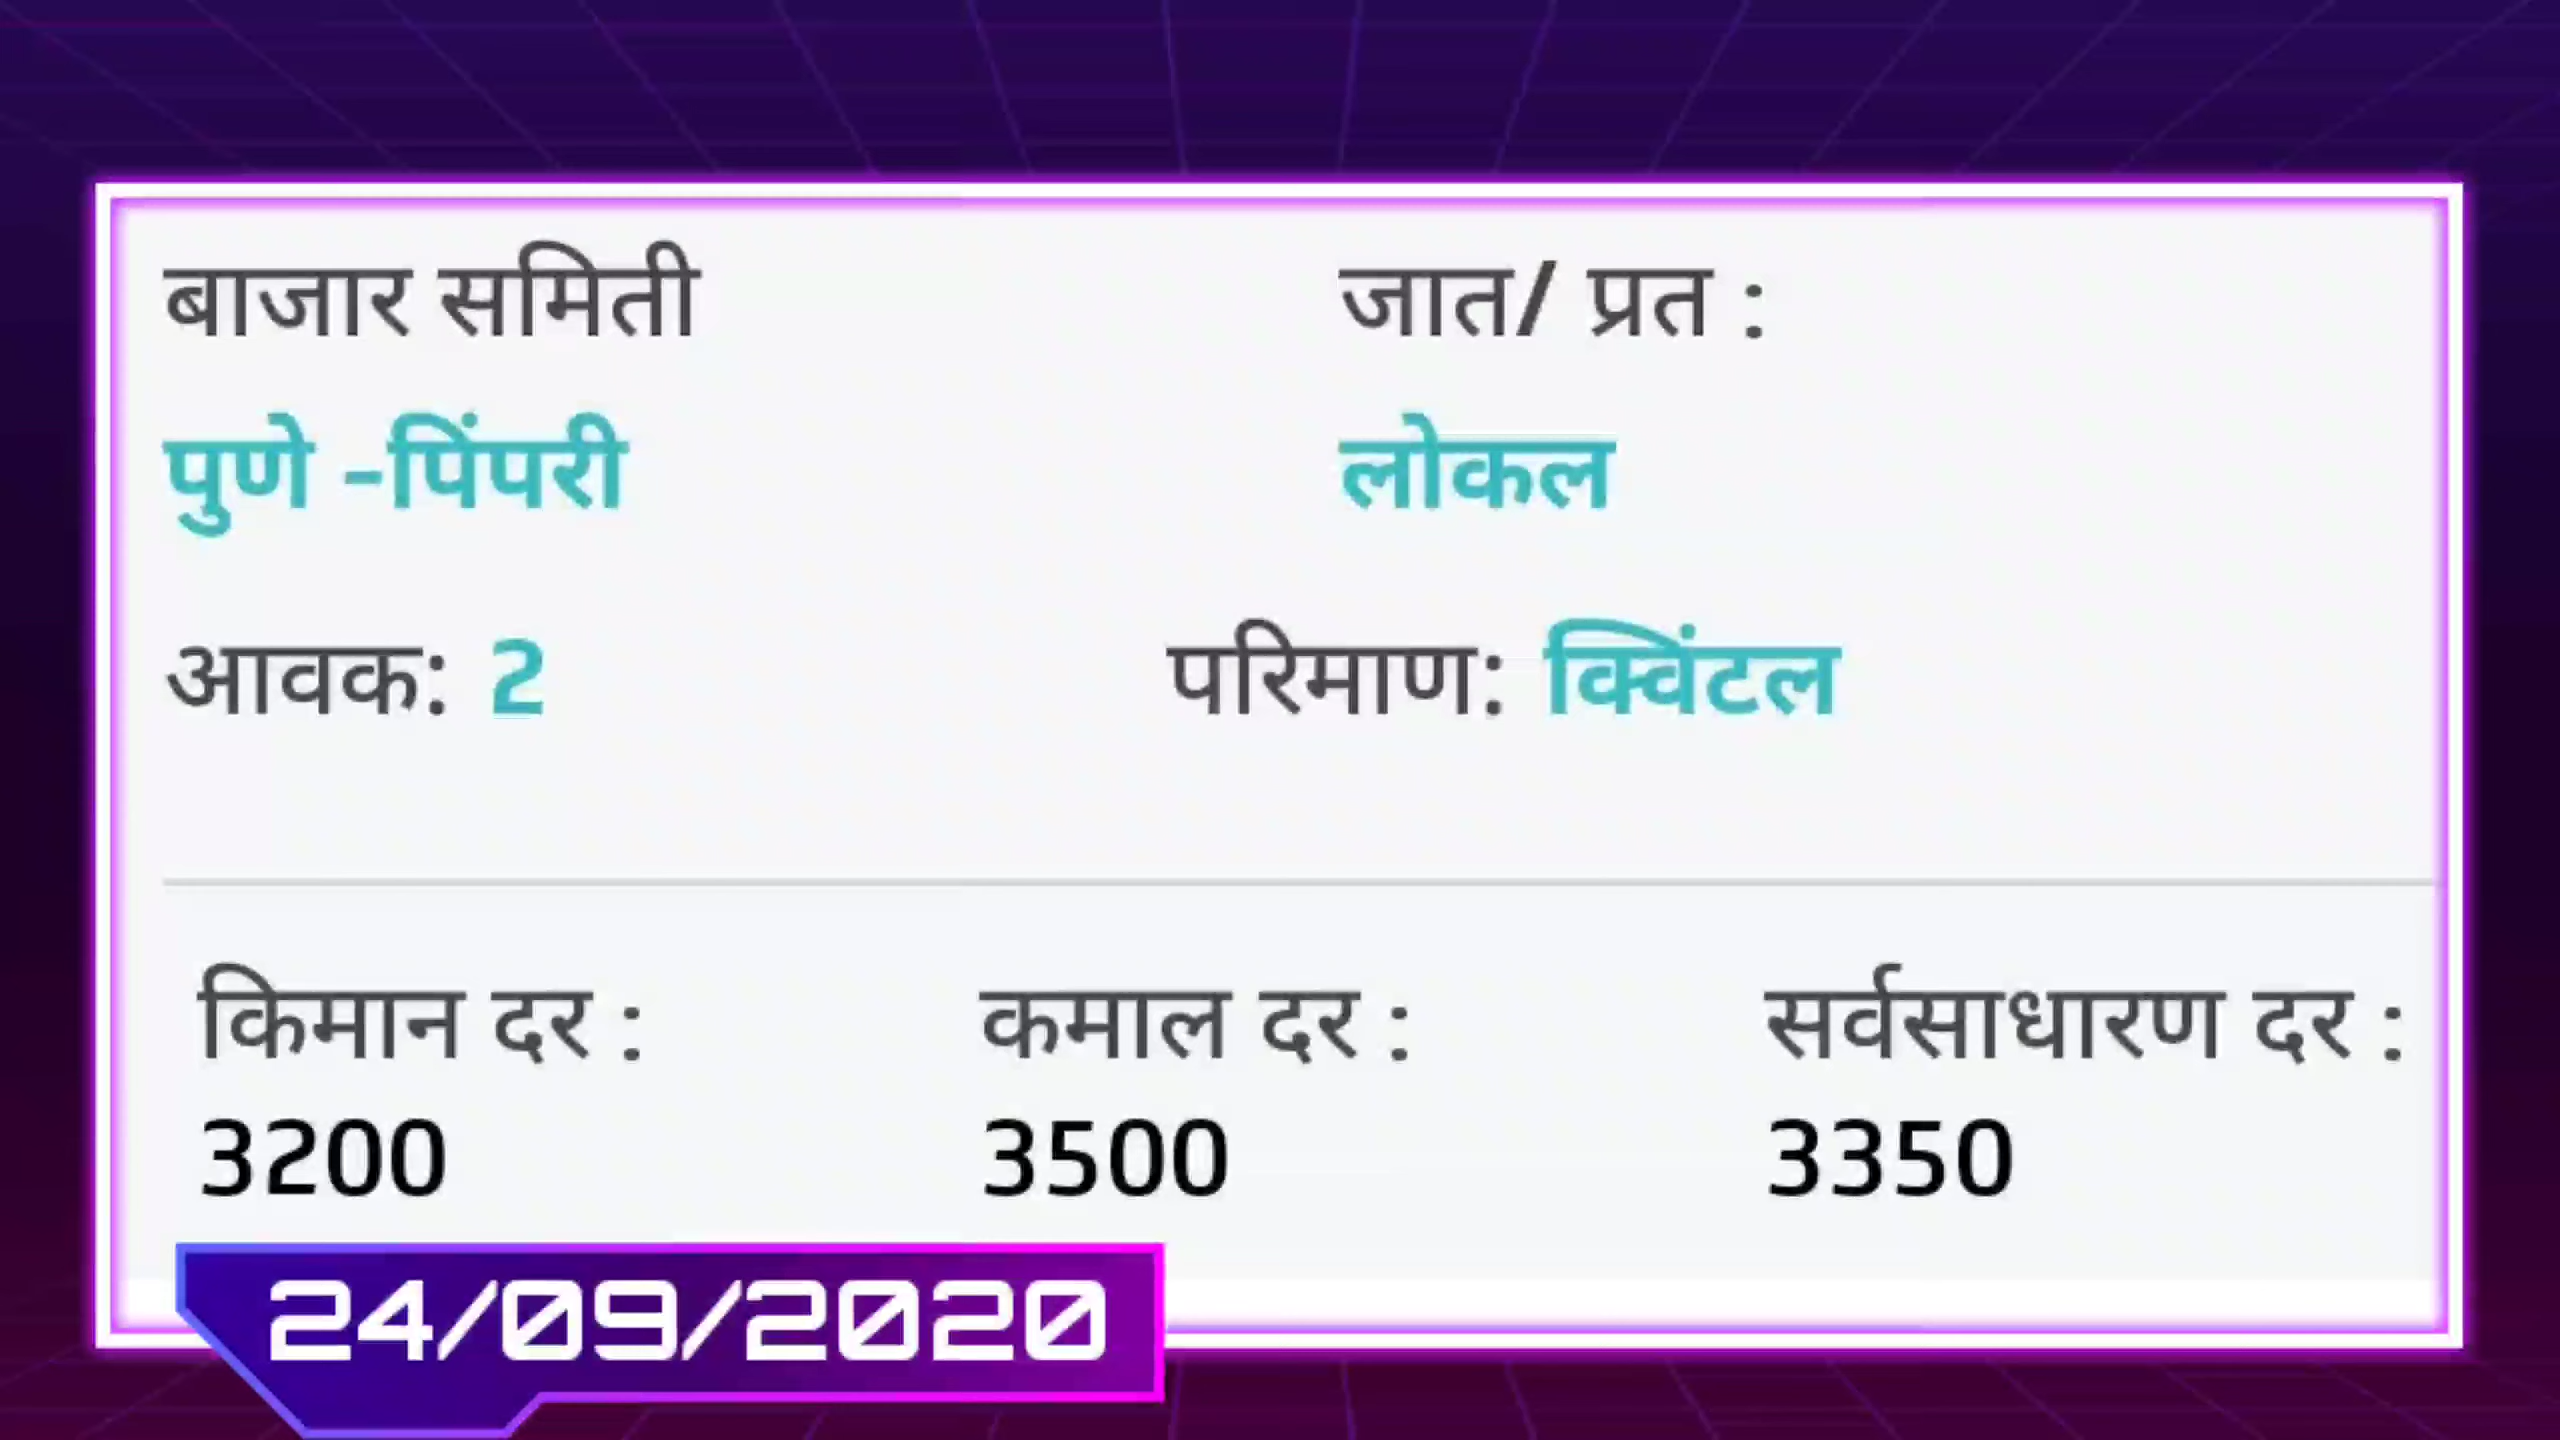 बाजार समिती जात/ प्रत :
पुणे -पिंपरी लोकल
आवक: 2 परिमाण: क्विंटल
किमान दर : कमाल दर : सर्वसाधारण दर :
3200 3500 3350
24/09/2020